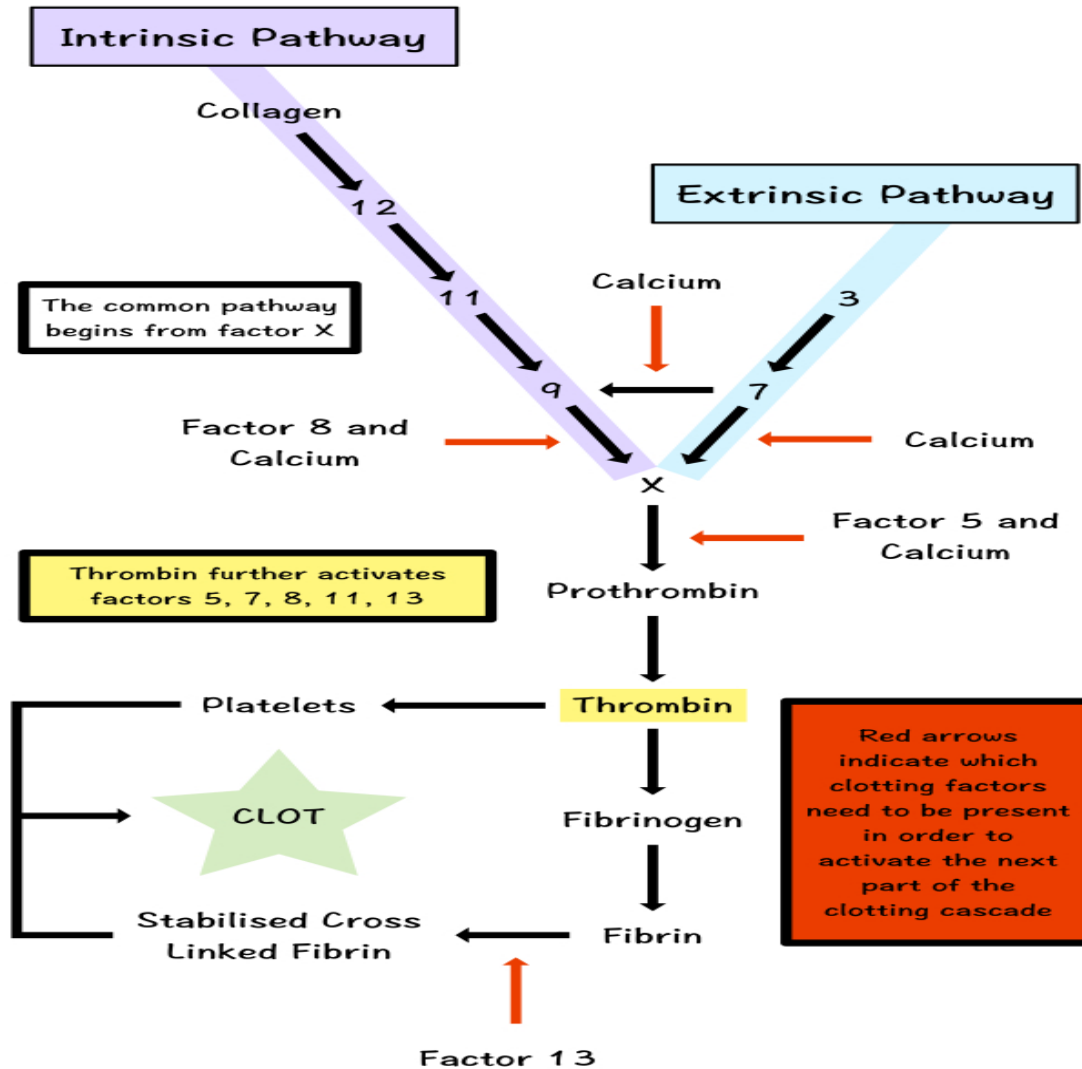 Intrinsic Pathway
Collagen
Extrinsic Pathway
12
Calcium
The common pathway
begins from factor X
11
3
9
7
Factor 8 and
Calcium
Calcium
X
Factor 5 and
Calcium
Thrombin further activates
factors 5, 7, 8, 11, 13
Prothrombin
Platelets
Thrombin
Red arrows
indicate which
clotting factors
need to be present
in order to
activate the next
part of the
clotting cascade
CLOT
Fibrinogen
Stabilised Cross
Linked Fibrin
Fibrin
Factor 13